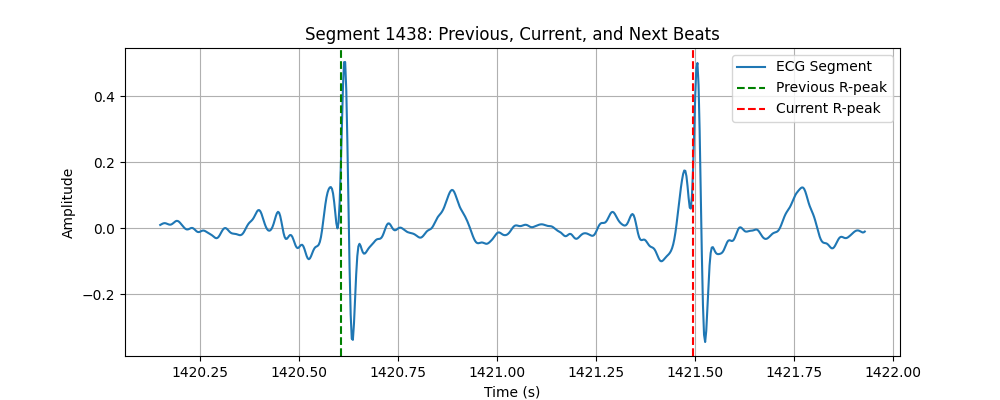 Segment 1438: Previous, Current, and Next Beats
ECG Segment
Previous R-peak
Current R-peak
Amplitude
0.4
0.2
0.0
−0.2
1420.25 1420.50 1420.75 1421.00 1421.25 1421.50 1421.75 1422.00
Time (s)